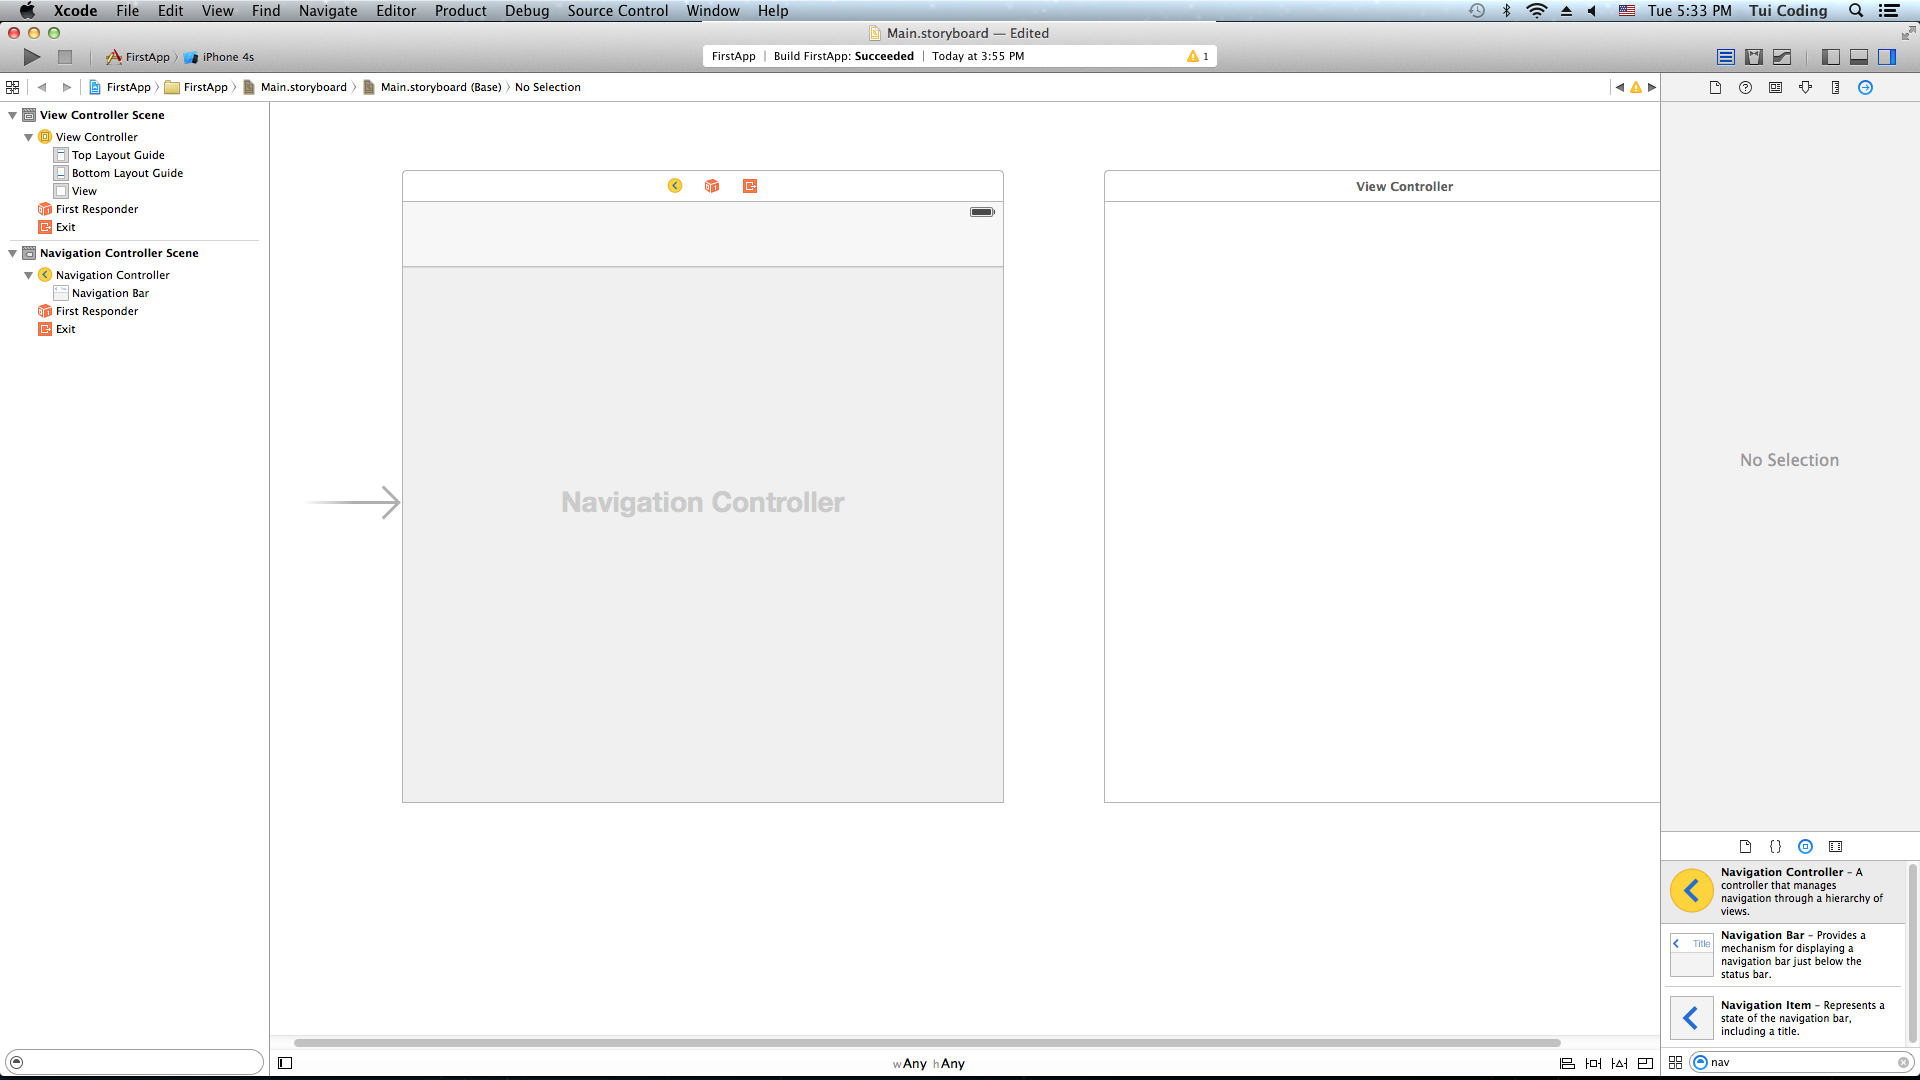 Xcode File Edit View Find Navigate Editor Product Debug Source Control Window Help Tue 5:33 PM Tui Coding
Main.storyboard — Edited
FirstApp iPhone 4s FirstApp | Build FirstApp: Succeeded | Today at 3:55 PM 1
FirstApp FirstApp Main.storyboard Main.storyboard (Base) No Selection
View Controller Scene
View Controller
Top Layout Guide
Bottom Layout Guide
View
First Responder
Exit
Navigation Controller Scene
Navigation Controller
Navigation Bar
First Responder
Exit
Navigation Controller
View Controller
wAny hAny
No Selection
{}
Navigation Controller – A
controller that manages
navigation through a hierarchy of
views.
Title
Navigation Bar – Provides a
mechanism for displaying a
navigation bar just below the
status bar.
Navigation Item – Represents a
state of the navigation bar,
including a title.
nav